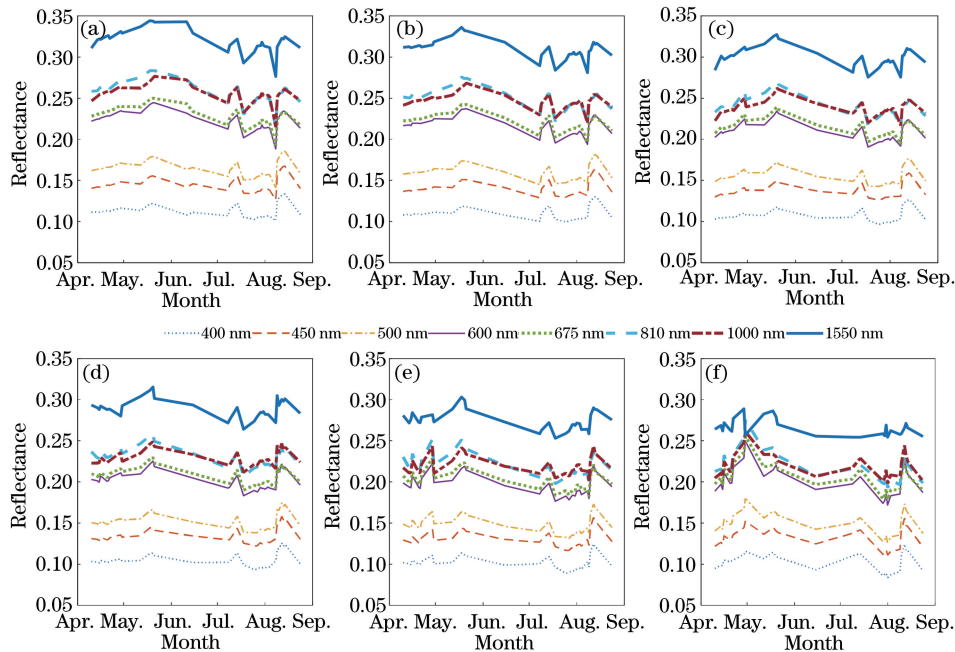 (a) (b) (c)
0.35 0.35 0.35
0.30 0.30 0.30
0.25 0.25 0.25
0.20 0.20 0.20
0.15 0.15 0.15
0.10 0.10 0.10
0.05 0.05 0.05
Reflectance Reflectance Reflectance
Apr. May. Jun. Jul. Aug. Sep. Apr. May. Jun. Jul. Aug. Sep. Apr. May. Jun. Jul. Aug. Sep.
Month Month Month
400 nm 450 nm 500 nm 600 nm 675 nm 810 nm 1000 nm 1550 nm
(d) (e) (f)
0.35 0.35 0.35
0.30 0.30 0.30
0.25 0.25 0.25
0.20 0.20 0.20
0.15 0.15 0.15
0.10 0.10 0.10
0.05 0.05 0.05
Reflectance Reflectance Reflectance
Apr. May. Jun. Jul. Aug. Sep. Apr. May. Jun. Jul. Aug. Sep. Apr. May. Jun. Jul. Aug. Sep.
Month Month Month